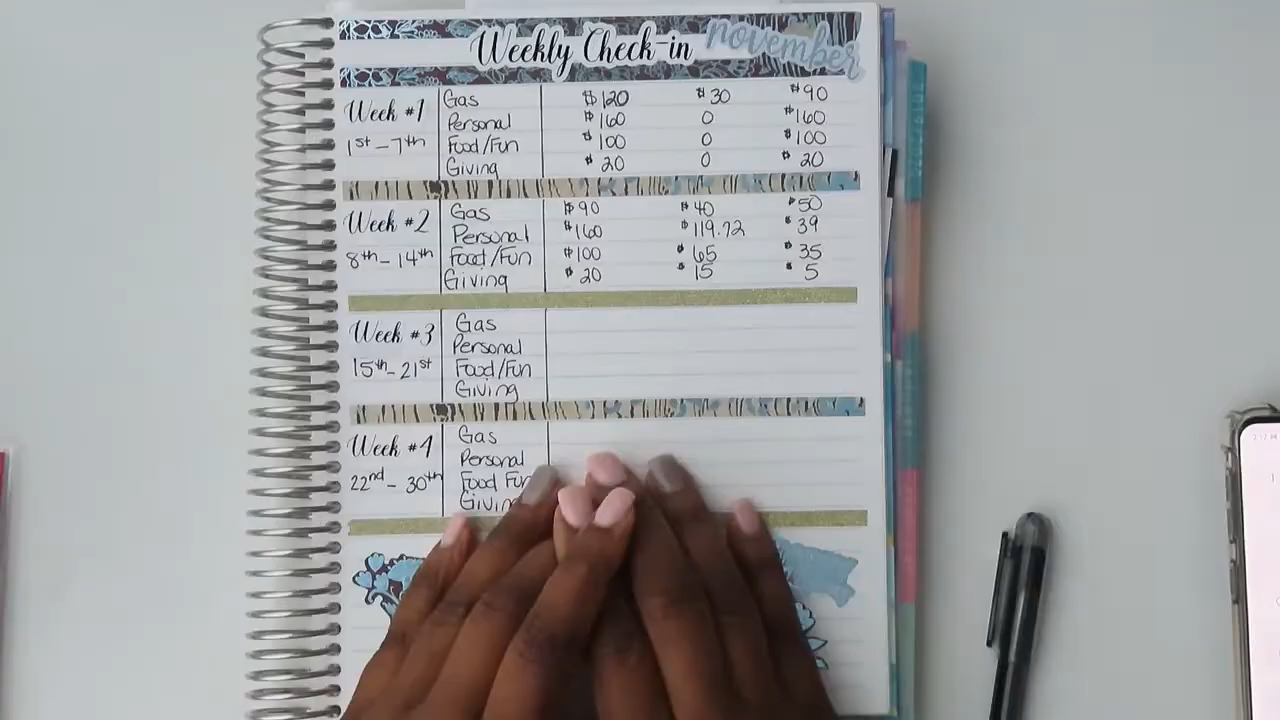 Weekly Check-in november
Week #1
1st - 7th
Gas $120 $30 $90
Personal $160 0 $160
Food/Fun $100 0 $100
Giving $20 0 $20
Week #2
8th - 14th
Gas $90 $40 $50
Personal $160 $119.72 $39
Food/Fun $100 $65 $35
Giving $20 $15 $5
Week #3
15th - 21st
Gas
Personal
Food/Fun
Giving
Week #4
22nd - 30th
Gas
Personal
Food Fun
Giving